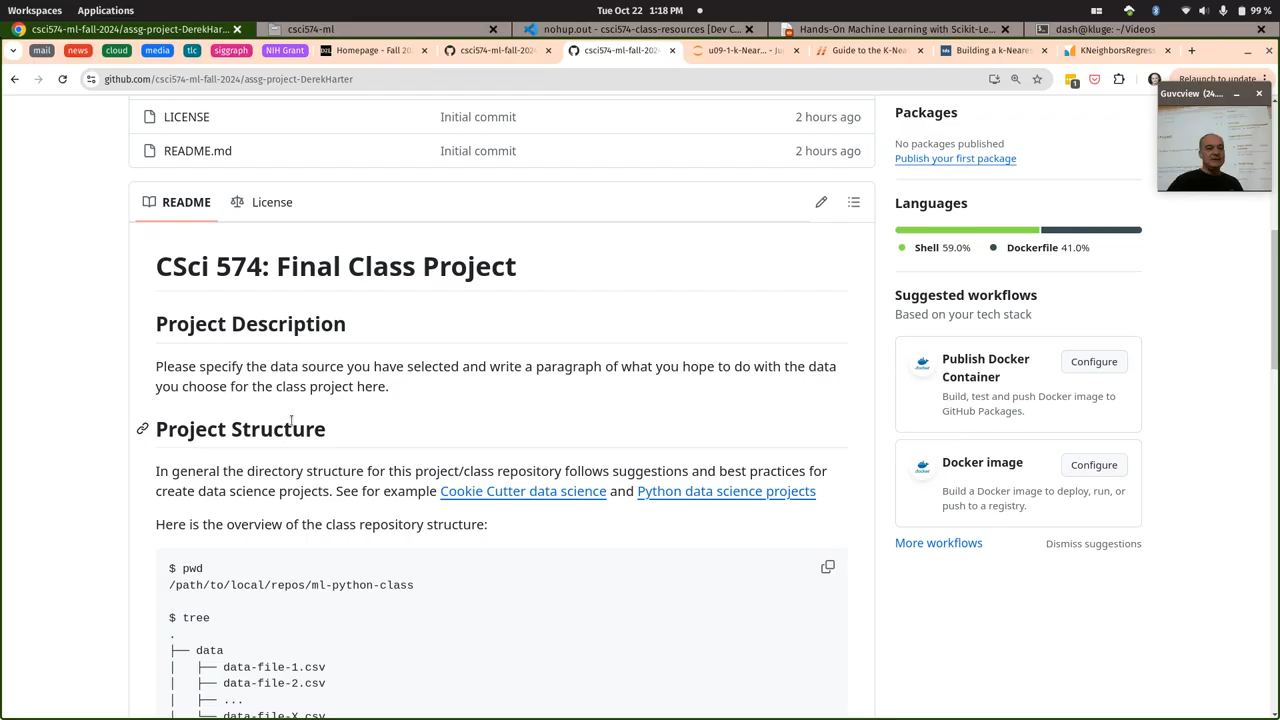 Workspaces Applications Tue Oct 22 1:18 PM 99 %
csci574-ml-fall-2024/assg-project-DerekHar... csci574-ml nohup.out - csci574-class-resources [Dev C... Hands-On Machine Learning with Scikit-Le... dash@kluge: ~/Videos
mail news cloud media tlc siggraph NIH Grant Homepage - Fall 20 csci574-ml-fall-2024 csci574-ml-fall-2024 u09-1-k-Near... - Ju Guide to the K-Nea Building a k-Neares KNeighborsRegres
github.com/csci574-ml-fall-2024/assg-project-DerekHarter 1 Relaunch to update
Guvcview (24....
LICENSE Initial commit 2 hours ago
README.md Initial commit 2 hours ago
README License
CSci 574: Final Class Project
Project Description
Please specify the data source you have selected and write a paragraph of what you hope to do with the data
you choose for the class project here.
Project Structure
In general the directory structure for this project/class repository follows suggestions and best practices for
create data science projects. See for example Cookie Cutter data science and Python data science projects
Here is the overview of the class repository structure:
$ pwd
/path/to/local/repos/ml-python-class
$ tree
.
├── data
│   ├── data-file-1.csv
│   ├── data-file-2.csv
│   ├── ...
│   └── data-file-X.csv
Packages
No packages published
Publish your first package
Languages
Shell 59.0% Dockerfile 41.0%
Suggested workflows
Based on your tech stack
Publish Docker
Container
Configure
Build, test and push Docker image to
GitHub Packages.
Docker image
Configure
Build a Docker image to deploy, run, or
push to a registry.
More workflows Dismiss suggestions